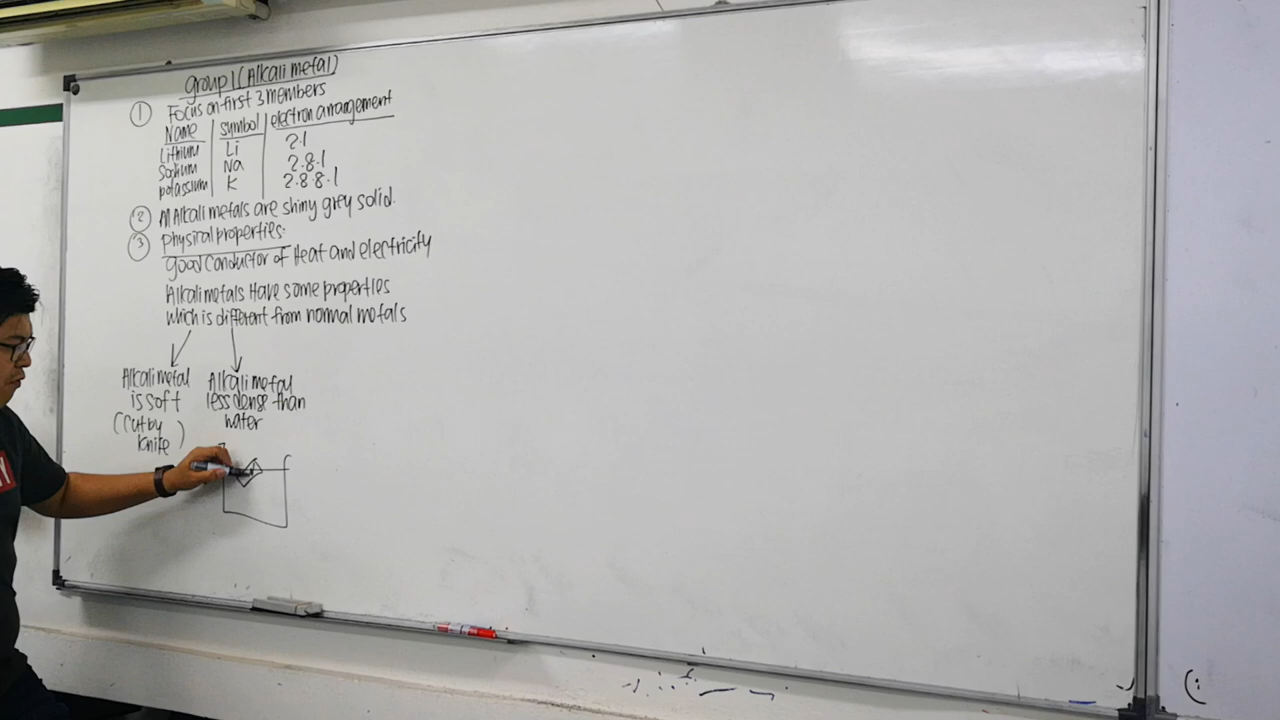 Group 1 (Alkali metal)
① Focus on first 3 members
Name | symbol | electron arrangement
Lithium | Li | 2.1
Sodium | Na | 2.8.1
potassium | K | 2.8.8.1
② All Alkali metals are shiny grey solid.
③ Physical properties:
good conductor of Heat and electricity
Alkali metals Have some properties
which is different from normal metals
Alkali metal
is soft
(cut by
knife)
Alkali metal
less dense than
water